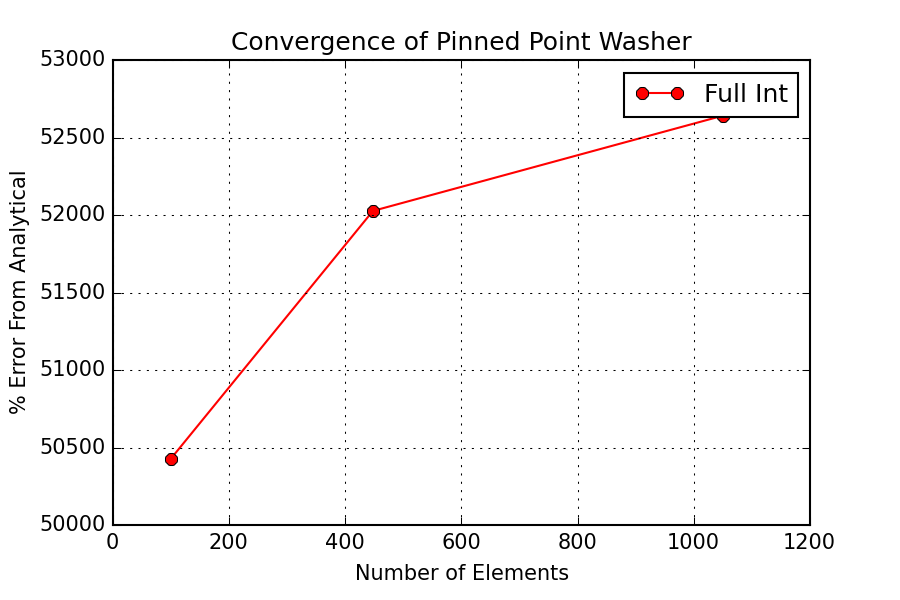 Convergence of Pinned Point Washer
Full Int
53000
52500
52000
51500
51000
50500
50000
% Error From Analytical
0 200 400 600 800 1000 1200
Number of Elements